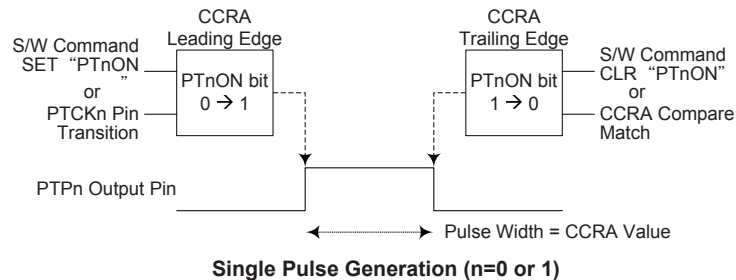 CCRA
Leading Edge
CCRA
Trailing Edge
S/W Command
SET “PTnON
”
or
PTCKn Pin
Transition
PTnON bit
0 → 1
PTnON bit
1 → 0
S/W Command
CLR “PTnON”
or
CCRA Compare
Match
PTPn Output Pin
Pulse Width = CCRA Value
Single Pulse Generation (n=0 or 1)